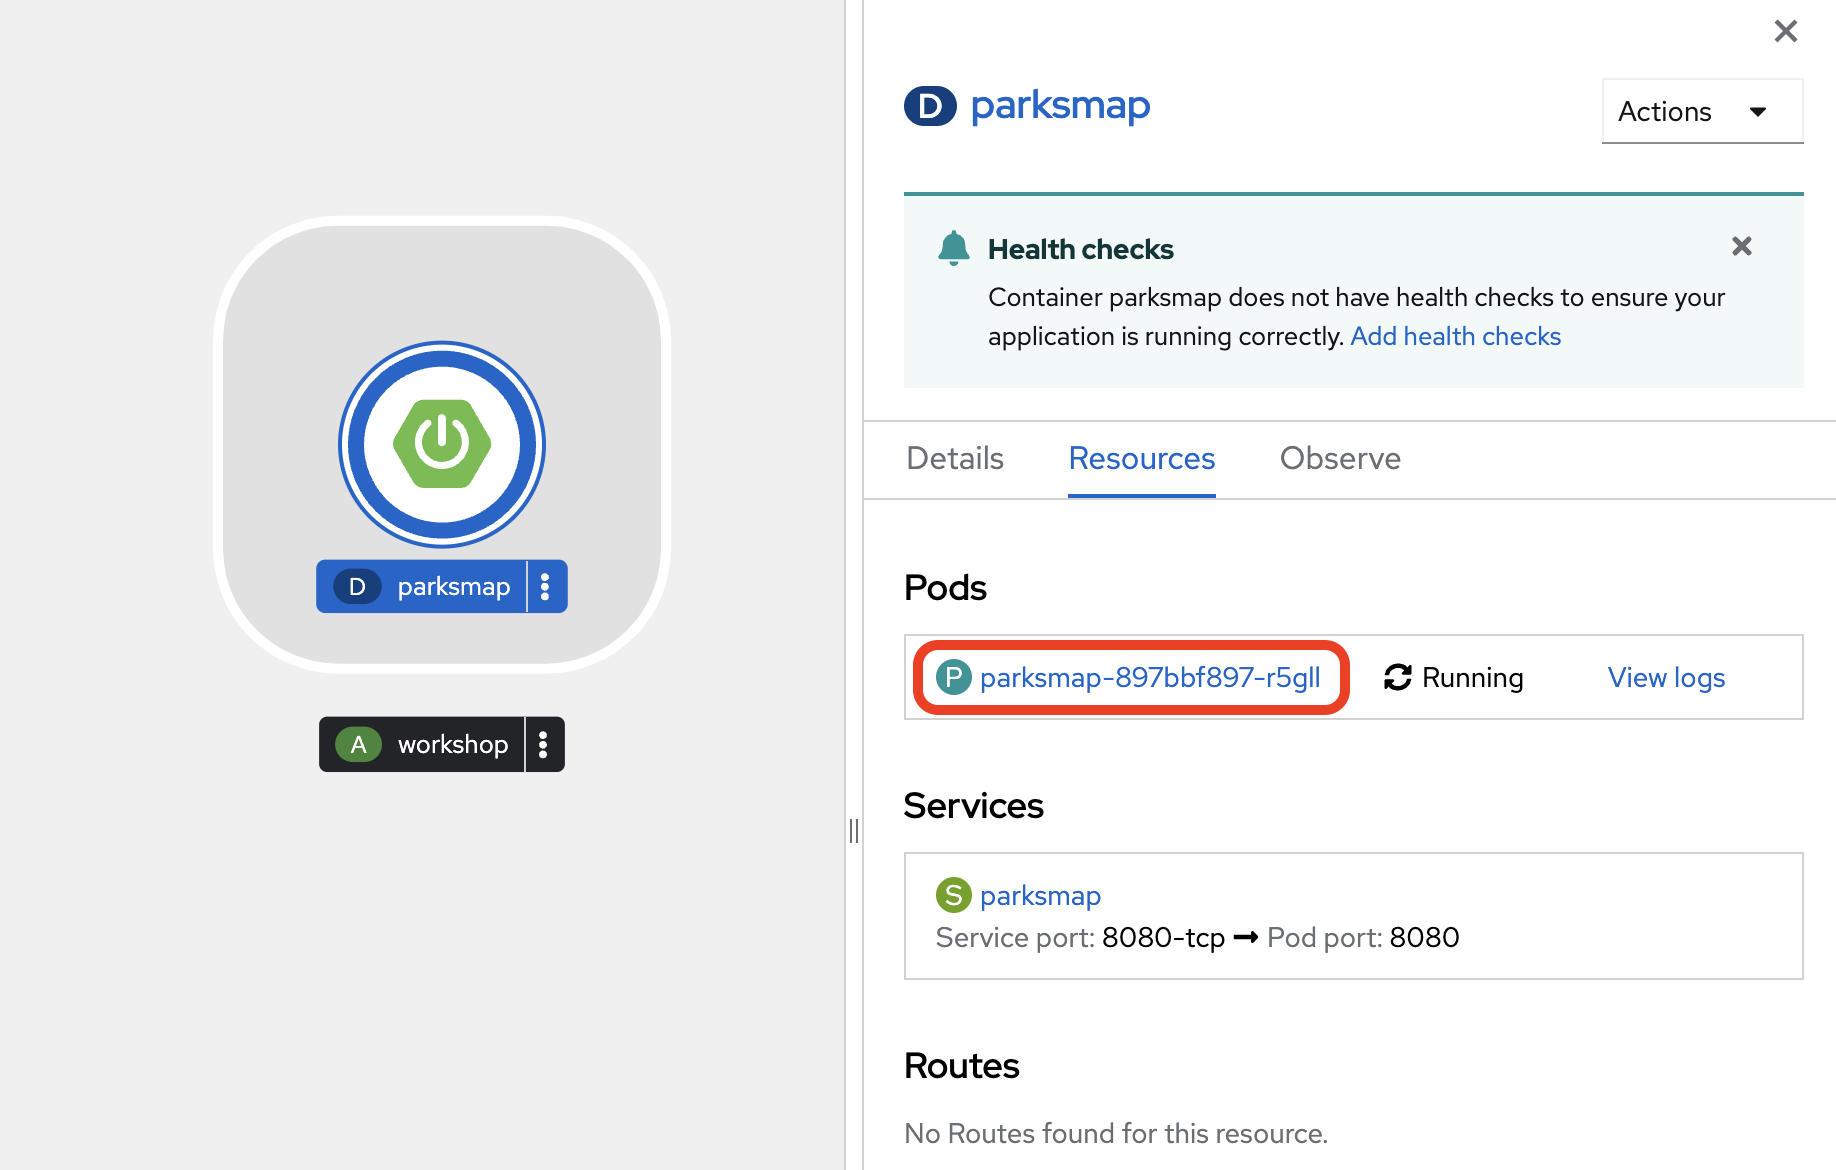 D parksmap
A workshop
D parksmap
Actions
Health checks
Container parksmap does not have health checks to ensure your
application is running correctly. Add health checks
Details Resources Observe
Pods
P parksmap-897bbf897-r5gll Running View logs
Services
S parksmap
Service port: 8080-tcp → Pod port: 8080
Routes
No Routes found for this resource.